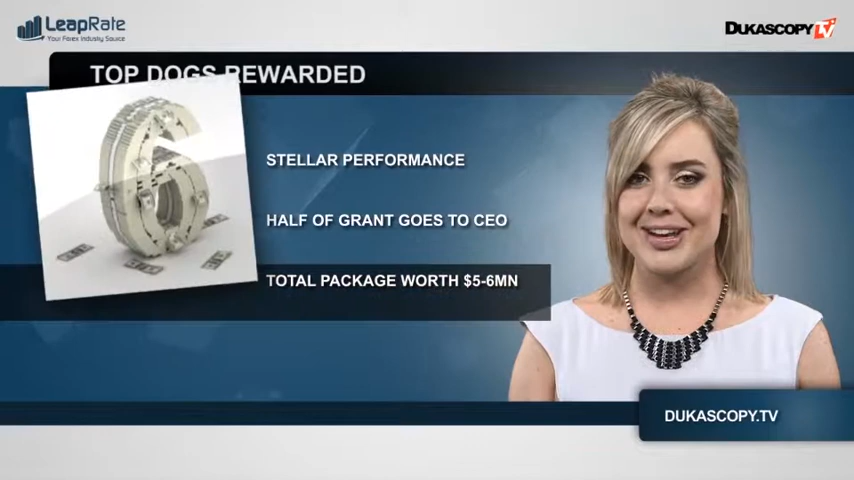 LeapRate
Your Forex Industry Source
DUKASCOPY TV
TOP DOGS REWARDED
STELLAR PERFORMANCE
HALF OF GRANT GOES TO CEO
TOTAL PACKAGE WORTH $5-6MN
DUKASCOPY.TV